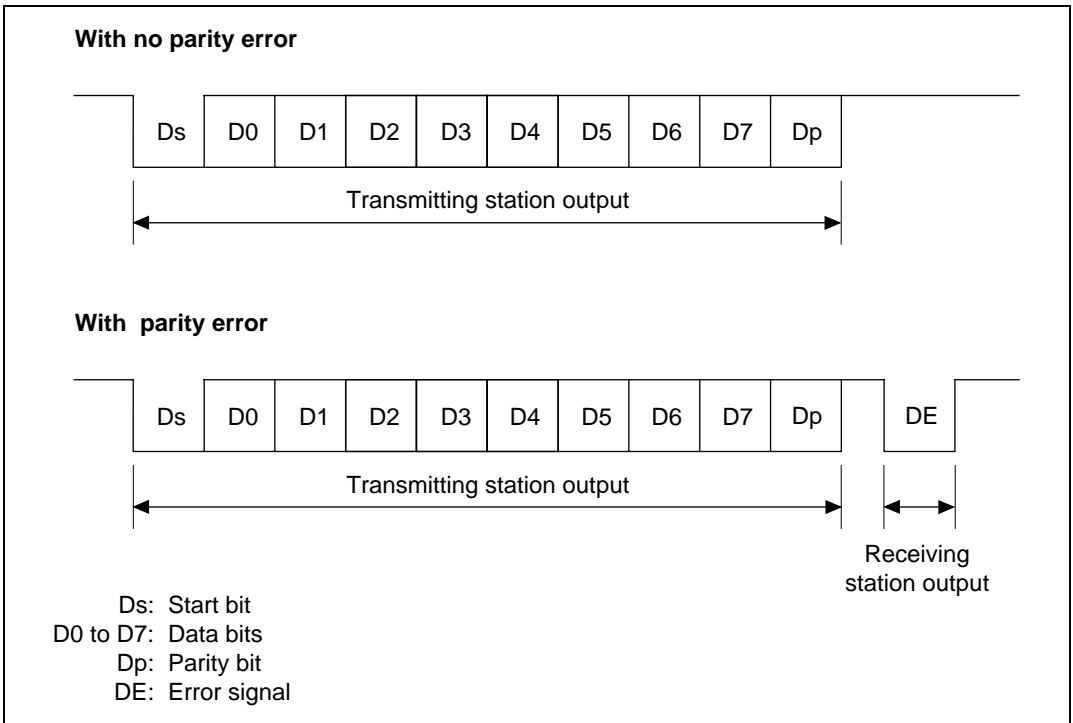 With no parity error
Ds D0 D1 D2 D3 D4 D5 D6 D7 Dp
Transmitting station output
With parity error
Ds D0 D1 D2 D3 D4 D5 D6 D7 Dp DE
Transmitting station output
Receiving
station output
Ds: Start bit
D0 to D7: Data bits
Dp: Parity bit
DE: Error signal